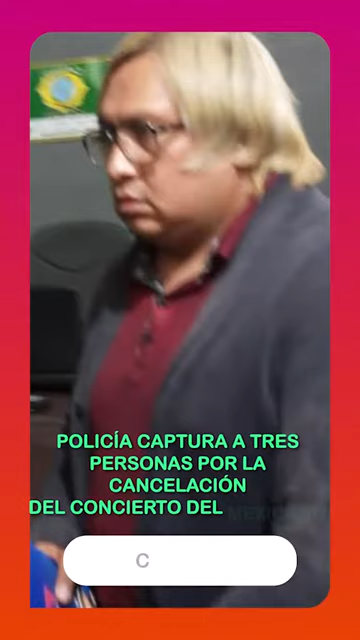 POLICÍA CAPTURA A TRES
PERSONAS POR LA
CANCELACIÓN
DEL CONCIERTO DEL
C